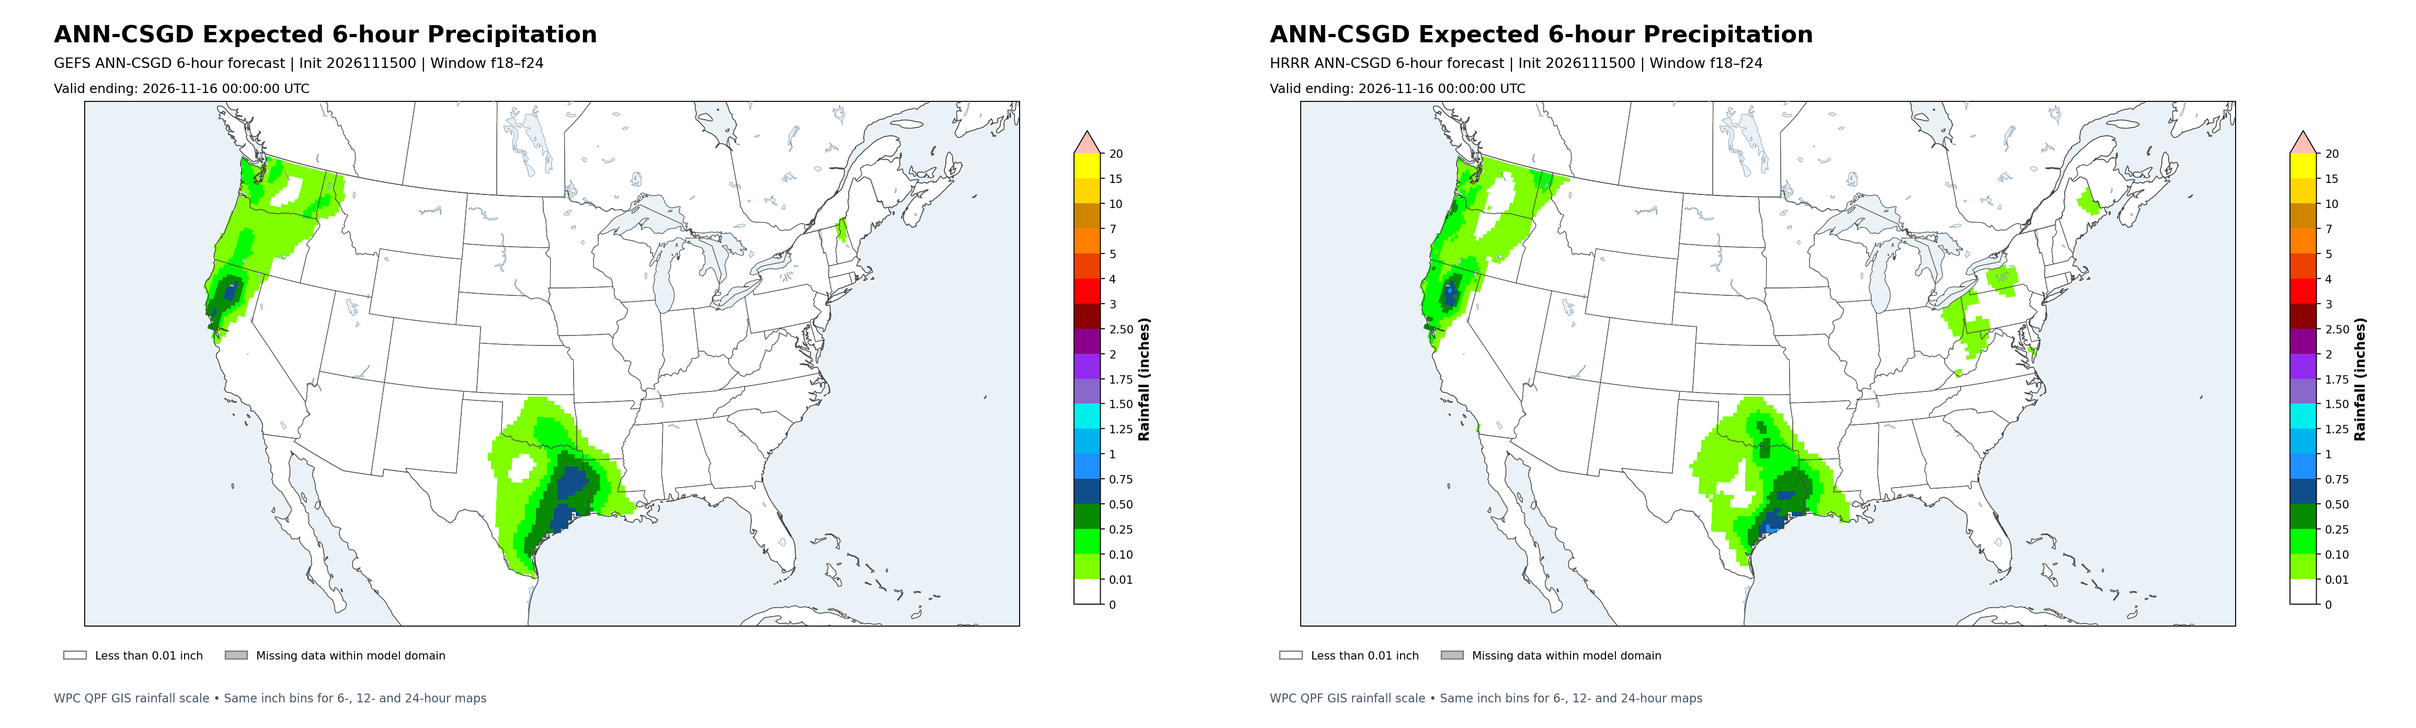 ANN-CSGD Expected 6-hour Precipitation
GEFS ANN-CSGD 6-hour forecast | Init 2026111500 | Window f18–f24
Valid ending: 2026-11-16 00:00:00 UTC
20
15
10
7
5
4
3
2.50
2
1.75
1.50
1.25
1
0.75
0.50
0.25
0.10
0.01
0
Rainfall (inches)
Less than 0.01 inch
Missing data within model domain
WPC QPF GIS rainfall scale • Same inch bins for 6-, 12- and 24-hour maps
ANN-CSGD Expected 6-hour Precipitation
HRRR ANN-CSGD 6-hour forecast | Init 2026111500 | Window f18–f24
Valid ending: 2026-11-16 00:00:00 UTC
20
15
10
7
5
4
3
2.50
2
1.75
1.50
1.25
1
0.75
0.50
0.25
0.10
0.01
0
Rainfall (inches)
Less than 0.01 inch
Missing data within model domain
WPC QPF GIS rainfall scale • Same inch bins for 6-, 12- and 24-hour maps